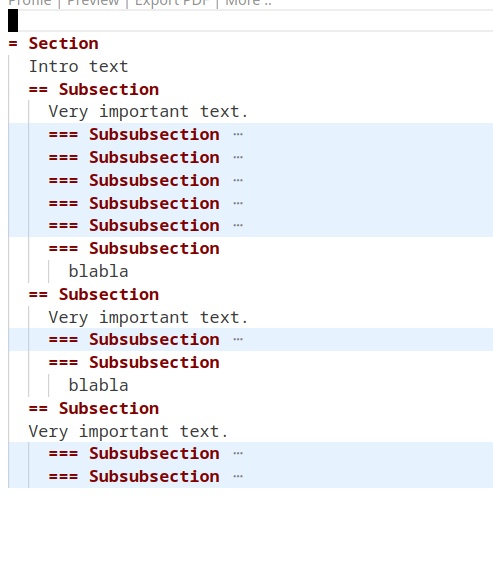 Profile | Preview | Export PDF | More ..
= Section
Intro text
== Subsection
Very important text.
=== Subsubsection ⋯
=== Subsubsection ⋯
=== Subsubsection ⋯
=== Subsubsection ⋯
=== Subsubsection ⋯
=== Subsubsection
blabla
== Subsection
Very important text.
=== Subsubsection ⋯
=== Subsubsection
blabla
== Subsection
Very important text.
=== Subsubsection ⋯
=== Subsubsection ⋯